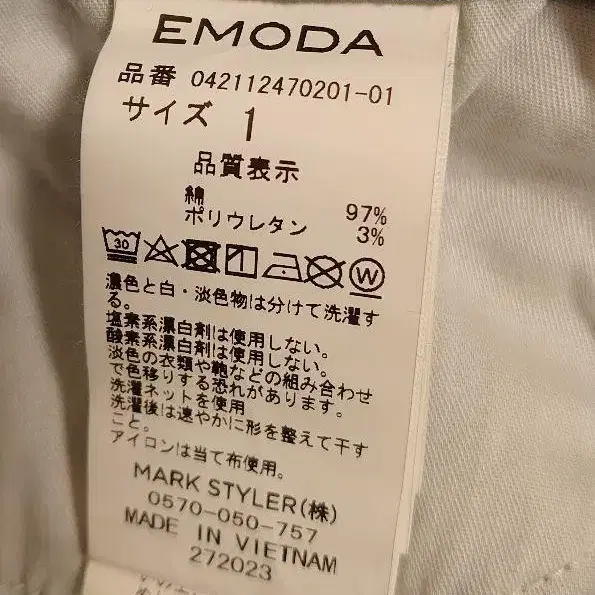 EMODA
品番 042112470201-01
サイズ 1
品質表示
綿 97%
ポリウレタン 3%
30
W
濃色と白・淡色物は分けて洗濯す
る。
塩素系漂白剤は使用しない。
酸素系漂白剤は使用しない。
淡色の衣類や鞄などの組み合わせ
で色移りする恐れがあります。
洗濯ネットを使用
洗濯後は速やかに形を整えて干す
こと。
アイロンは当て布使用。
MARK STYLER(株)
0570-050-757
MADE IN VIETNAM
272023